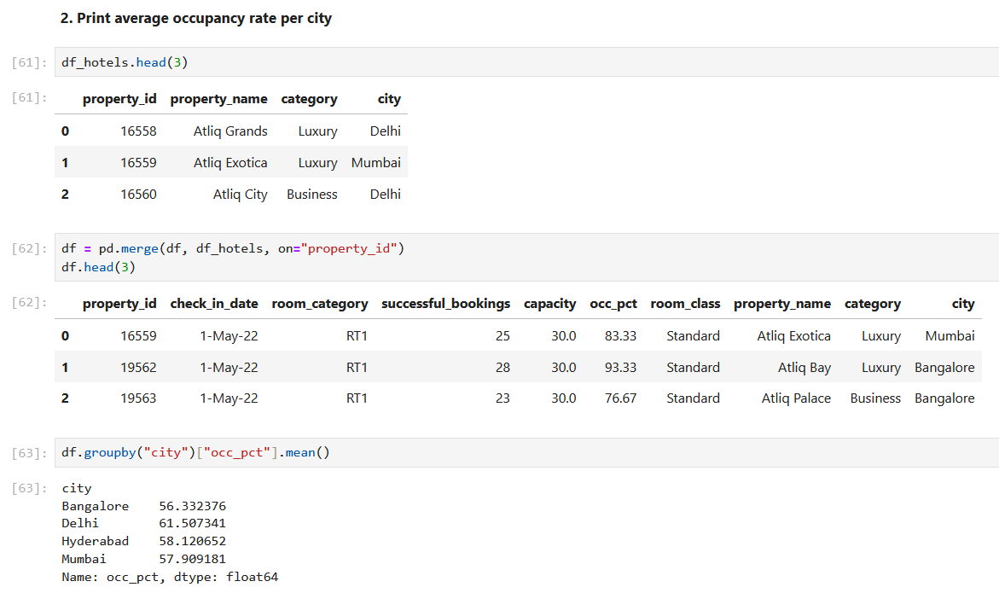 2. Print average occupancy rate per city
[61]: df_hotels.head(3)
[61]: property_id property_name category city
0 16558 Atliq Grands Luxury Delhi
1 16559 Atliq Exotica Luxury Mumbai
2 16560 Atliq City Business Delhi
[62]: df = pd.merge(df, df_hotels, on="property_id")
df.head(3)
[62]: property_id check_in_date room_category successful_bookings capacity occ_pct room_class property_name category city
0 16559 1-May-22 RT1 25 30.0 83.33 Standard Atliq Exotica Luxury Mumbai
1 19562 1-May-22 RT1 28 30.0 93.33 Standard Atliq Bay Luxury Bangalore
2 19563 1-May-22 RT1 23 30.0 76.67 Standard Atliq Palace Business Bangalore
[63]: df.groupby("city")["occ_pct"].mean()
[63]: city
Bangalore 56.332376
Delhi 61.507341
Hyderabad 58.120652
Mumbai 57.909181
Name: occ_pct, dtype: float64